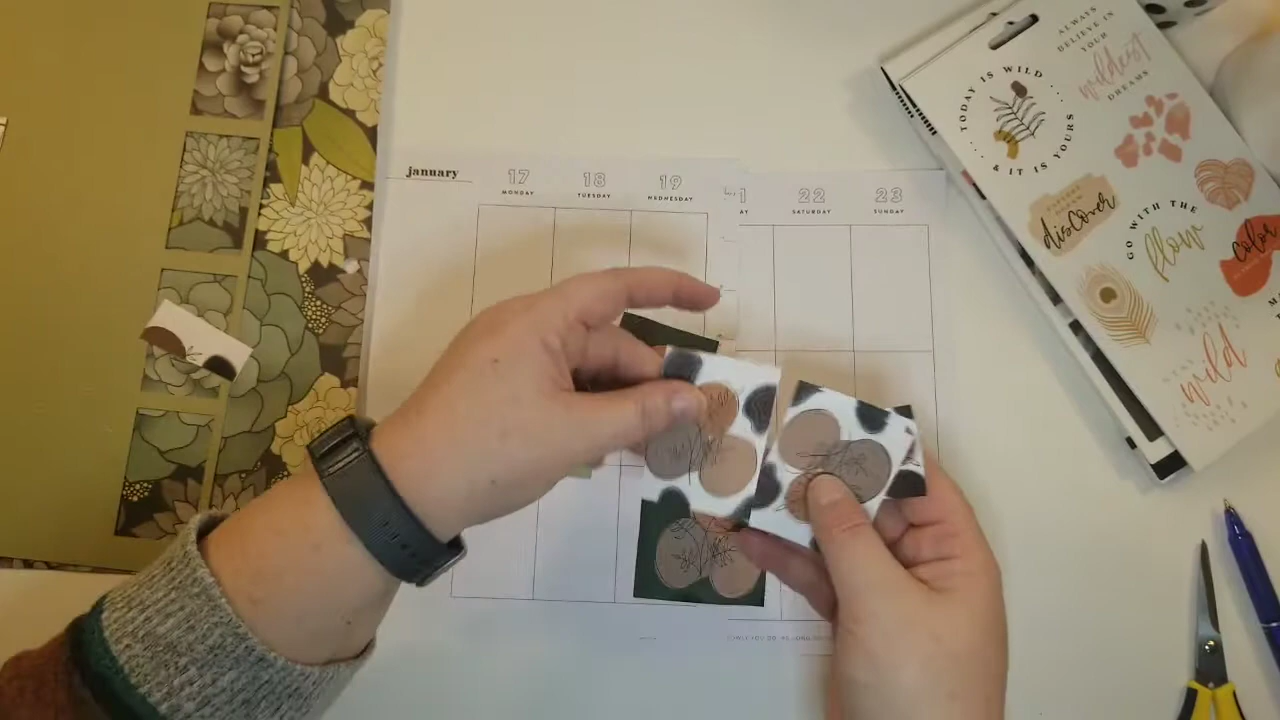 january
17
MONDAY
18
TUESDAY
19
WEDNESDAY
22
SATURDAY
23
SUNDAY
TODAY IS WILD
& IT IS YOURS
ALWAYS
BELIEVE IN
YOUR
wildest
DREAMS
discover
GO WITH THE
flow
color
wild